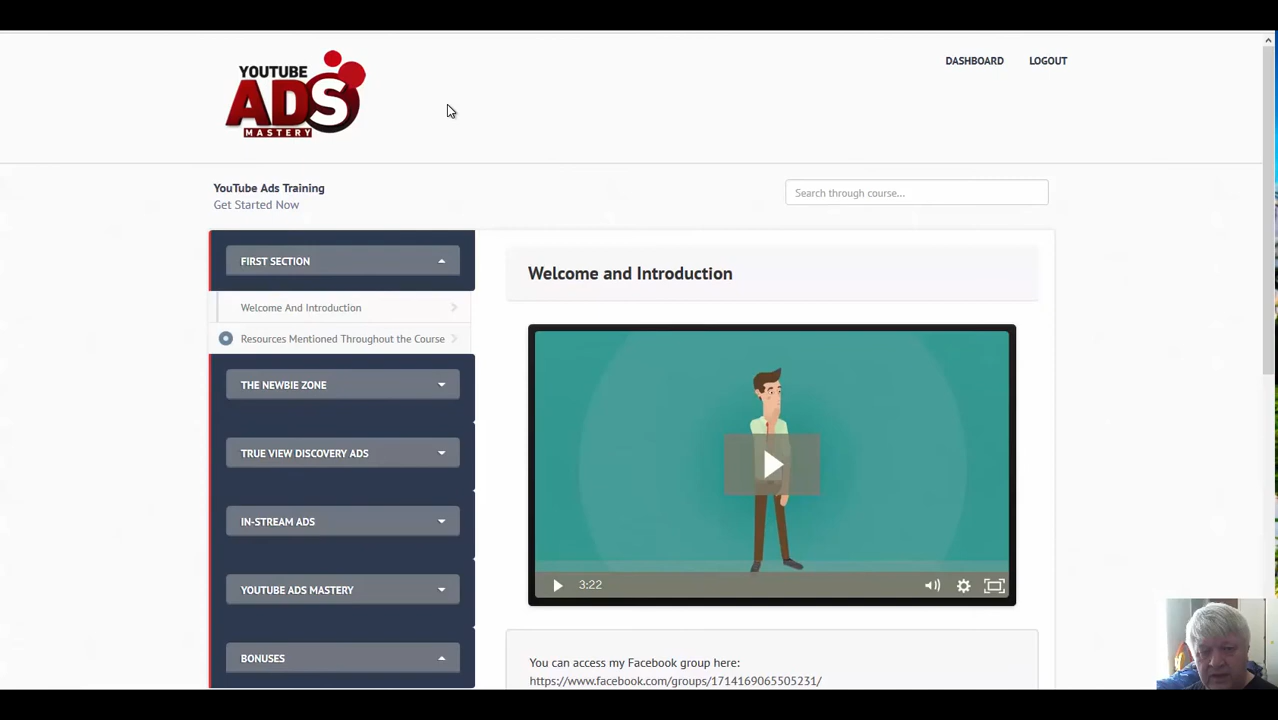 YOUTUBE
ADS
MASTERY
DASHBOARD LOGOUT
YouTube Ads Training
Get Started Now
Search through course...
FIRST SECTION
Welcome And Introduction
Resources Mentioned Throughout the Course
THE NEWBIE ZONE
TRUE VIEW DISCOVERY ADS
IN-STREAM ADS
YOUTUBE ADS MASTERY
BONUSES
Welcome and Introduction
3:22
You can access my Facebook group here:
https://www.facebook.com/groups/1714169065505231/